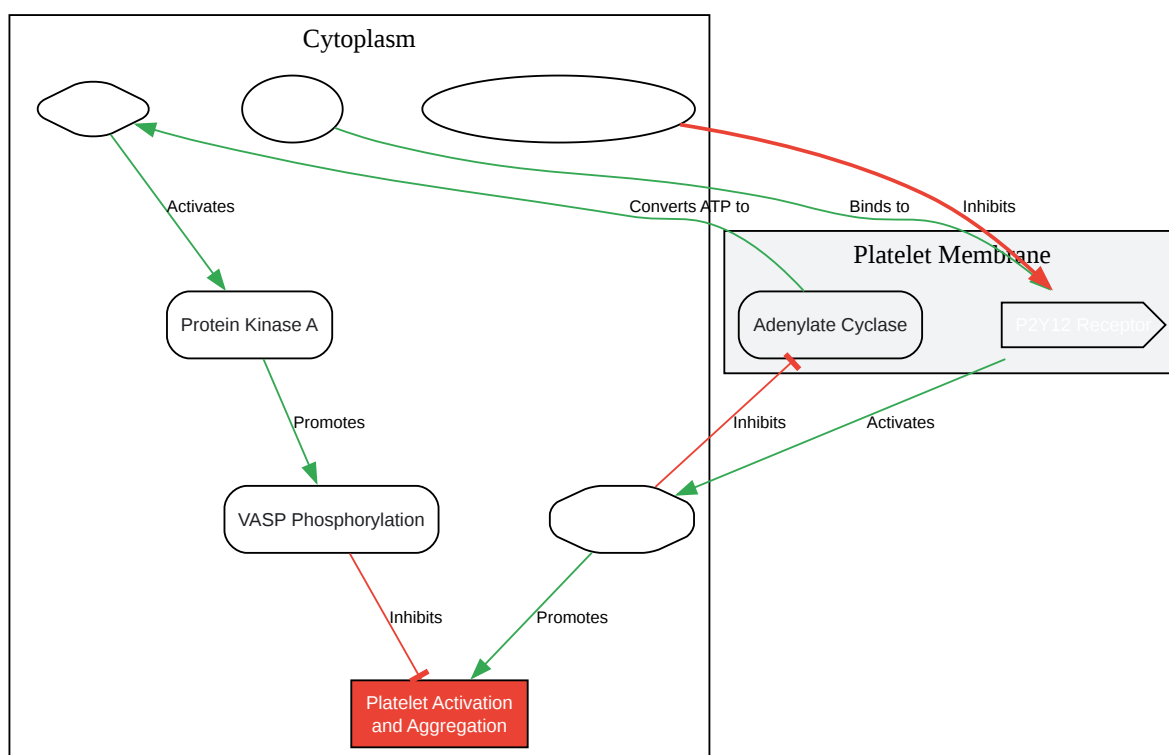 Cytoplasm
Activates
Converts ATP to
Binds to
Inhibits
Platelet Membrane
Protein Kinase A
Adenylate Cyclase
P2Y12 Receptor
Promotes
Inhibits
Activates
VASP Phosphorylation
Inhibits
Promotes
Platelet Activation
and Aggregation